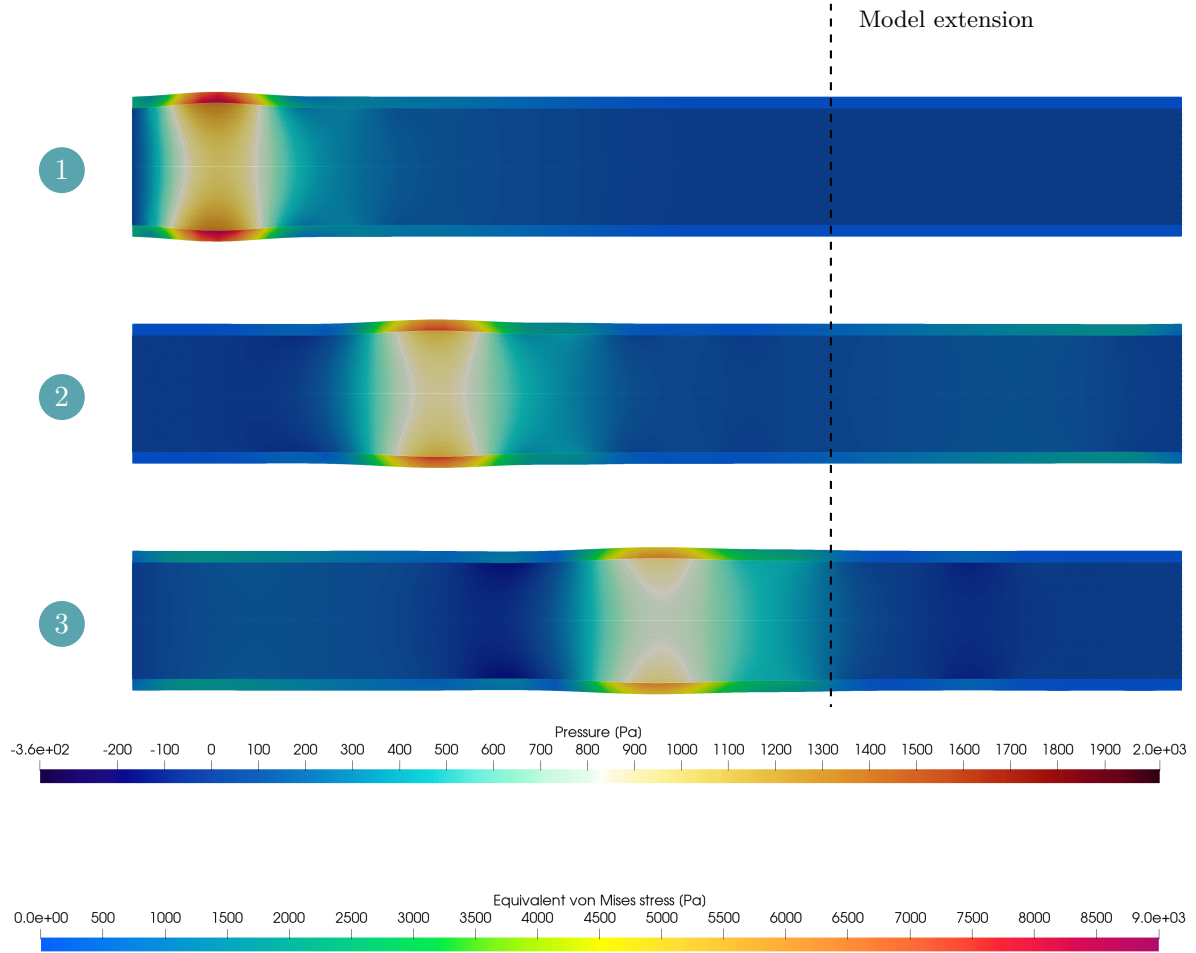 Model extension
1
2
3
Pressure (Pa)
-3.6e+02 -200 -100 0 100 200 300 400 500 600 700 800 900 1000 1100 1200 1300 1400 1500 1600 1700 1800 1900 2.0e+03
Equivalent von Mises stress (Pa)
0.0e+00 500 1000 1500 2000 2500 3000 3500 4000 4500 5000 5500 6000 6500 7000 7500 8000 8500 9.0e+03